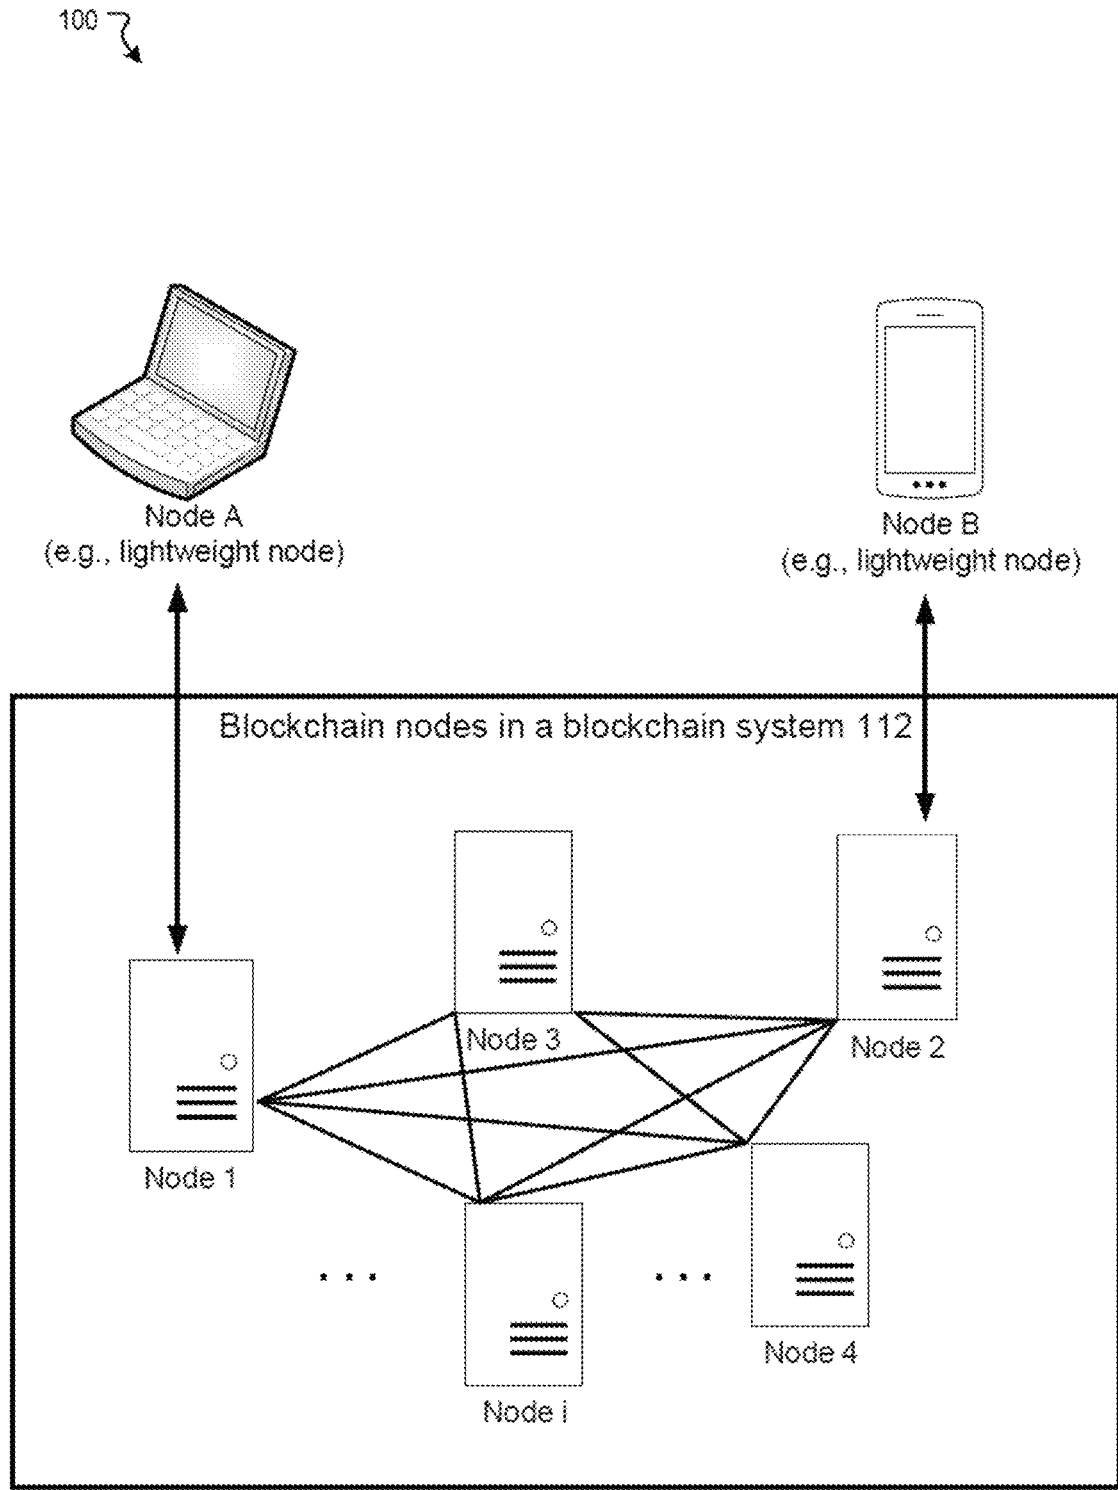 100
Node A
(e.g., lightweight node)
Node B
(e.g., lightweight node)
Blockchain nodes in a blockchain system 112
Node 3
Node 2
Node 1
. . .
. . .
Node 4
Node i